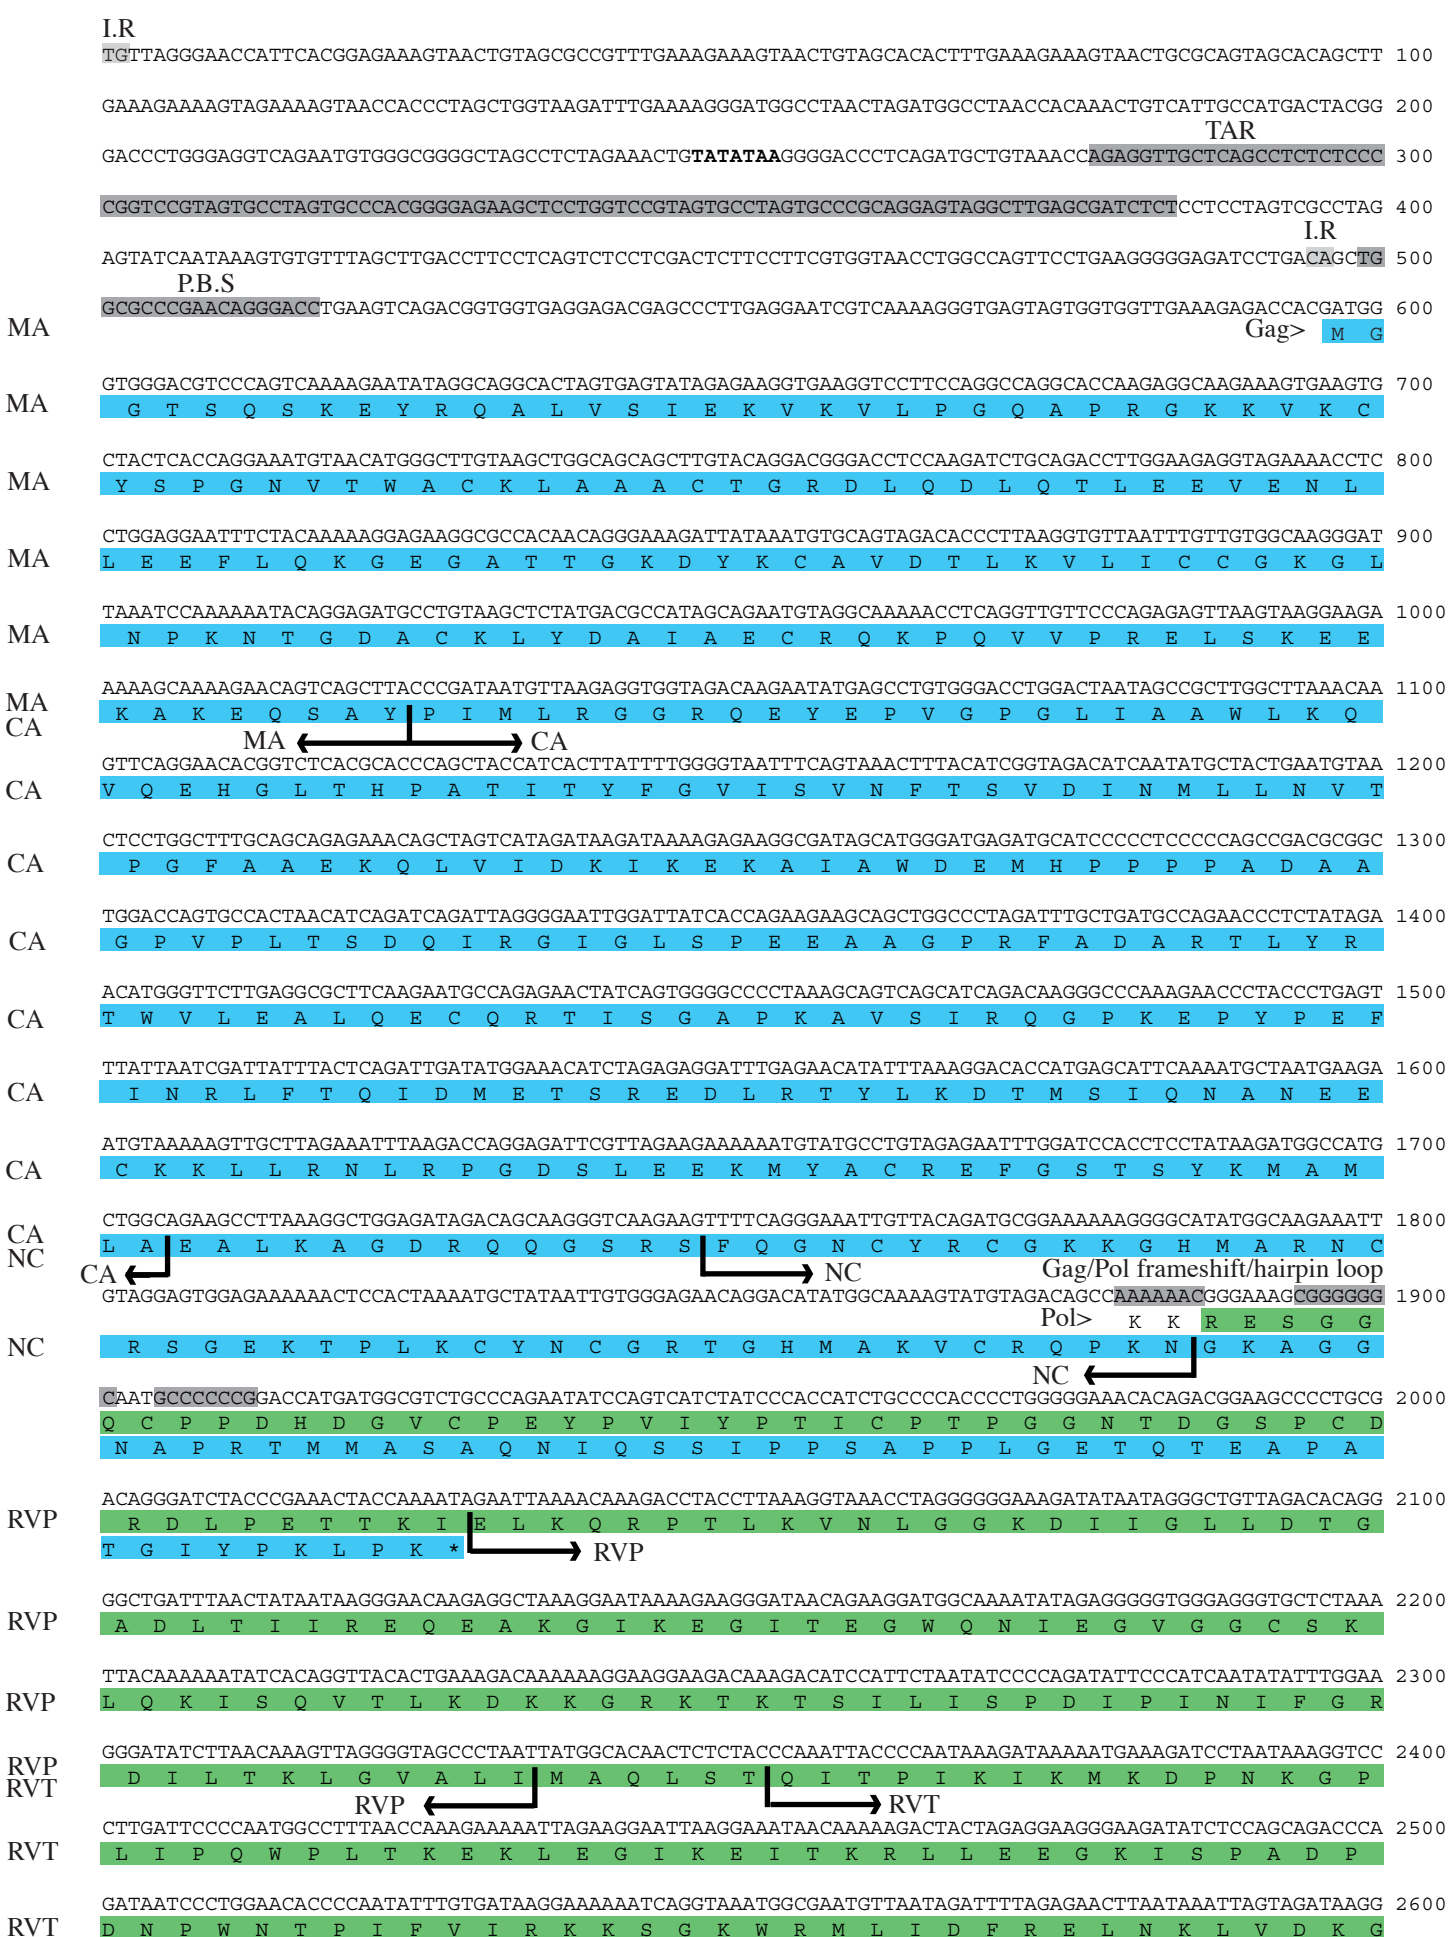 I.R
TGTTAGGGAACCATTCACGGAGAAAGTAACTGTAGCGCCGTTTGAAAGAAAGTAACTGTAGCACACTTTGAAAGAAAGTAACTGCGCAGTAGCACAGCTT 100
GAAAGAAAAGTAGAAAAGTAACCACCCTAGCTGGTAAGATTTGAAAAGGGATGGCCTAACTAGATGGCCTAACCACAAACTGTCATTGCCATGACTACGG 200
TAR
GACCCTGGGAGGTCAGAATGTGGGCGGGGCTAGCCTCTAGAAACTGTATATAAGGGGACCCTCAGATGCTGTAAACCAGAGGTTGCTCAGCCTCTCTCCC 300
CGGTCCGTAGTGCCTAGTGCCCACGGGGAGAAGCTCCTGGTCCGTAGTGCCTAGTGCCCGCAGGAGTAGGCTTGAGCGATCTCTCCTCCTAGTCGCCTAG 400
I.R
AGTATCAATAAAGTGTGTTTAGCTTGACCTTCCTCAGTCTCCTCGACTCTTCCTTCGTGGTAACCTGGCCAGTTCCTGAAGGGGGAGATCCTGACAGCTG 500
P.B.S
GCGCCCGAACAGGGACCTGAAGTCAGACGGTGGTGAGGAGACGAGCCCTTGAGGAATCGTCAAAAGGGTGAGTAGTGGTGGTTGAAAGAGACCACGATGG 600
MA Gag> M G
GTGGGACGTCCCAGTCAAAAGAATATAGGCAGGCACTAGTGAGTATAGAGAAGGTGAAGGTCCTTCCAGGCCAGGCACCAAGAGGCAAGAAAGTGAAGTG 700
MA G T S Q S K E Y R Q A L V S I E K V K V L P G Q A P R G K K V K C
CTACTCACCAGGAAATGTAACATGGGCTTGTAAGCTGGCAGCAGCTTGTACAGGACGGGACCTCCAAGATCTGCAGACCTTGGAAGAGGTAGAAAACCTC 800
MA Y S P G N V T W A C K L A A A C T G R D L Q D L Q T L E E V E N L
CTGGAGGAATTTCTACAAAAAGGAGAAGGCGCCACAACAGGGAAAGATTATAAATGTGCAGTAGACACCCTTAAGGTGTTAATTTGTTGTGGCAAGGGAT 900
MA L E E F L Q K G E G A T T G K D Y K C A V D T L K V L I C C G K G L
TAAATCCAAAAAATACAGGAGATGCCTGTAAGCTCTATGACGCCATAGCAGAATGTAGGCAAAAACCTCAGGTTGTTCCCAGAGAGTTAAGTAAGGAAGA 1000
MA N P K N T G D A C K L Y D A I A E C R Q K P Q V V P R E L S K E E
AAAAGCAAAAGAACAGTCAGCTTACCCGATAATGTTAAGAGGTGGTAGACAAGAATATGAGCCTGTGGGACCTGGACTAATAGCCGCTTGGCTTAAACAA 1100
MA K A K E Q S A Y P I M L R G G R Q E Y E P V G P G L I A A W L K Q
CA
MA CA
GTTCAGGAACACGGTCTCACGCACCCAGCTACCATCACTTATTTTGGGGTAATTTCAGTAAACTTTACATCGGTAGACATCAATATGCTACTGAATGTAA 1200
CA V Q E H G L T H P A T I T Y F G V I S V N F T S V D I N M L L N V T
CTCCTGGCTTTGCAGCAGAGAAACAGCTAGTCATAGATAAGATAAAAGAGAAGGCGATAGCATGGGATGAGATGCATCCCCCTCCCCCAGCCGACGCGGC 1300
CA P G F A A E K Q L V I D K I K E K A I A W D E M H P P P P A D A A
TGGACCAGTGCCACTAACATCAGATCAGATTAGGGGAATTGGATTATCACCAGAAGAAGCAGCTGGCCCTAGATTTGCTGATGCCAGAACCCTCTATAGA 1400
CA G P V P L T S D Q I R G I G L S P E E A A G P R F A D A R T L Y R
ACATGGGTTCTTGAGGCGCTTCAAGAATGCCAGAGAACTATCAGTGGGGCCCCTAAAGCAGTCAGCATCAGACAAGGGCCCAAAGAACCCTACCCTGAGT 1500
CA T W V L E A L Q E C Q R T I S G A P K A V S I R Q G P K E P Y P E F
TTATTAATCGATTATTTACTCAGATTGATATGGAAACATCTAGAGAGGATTTGAGAACATATTTAAAGGACACCATGAGCATTCAAAATGCTAATGAAGA 1600
CA I N R L F T Q I D M E T S R E D L R T Y L K D T M S I Q N A N E E
ATGTAAAAAGTTGCTTAGAAATTTAAGACCAGGAGATTCGTTAGAAGAAAAAATGTATGCCTGTAGAGAATTTGGATCCACCTCCTATAAGATGGCCATG 1700
CA C K K L L R N L R P G D S L E E K M Y A C R E F G S T S Y K M A M
CTGGCAGAAGCCTTAAAGGCTGGAGATAGACAGCAAGGGTCAAGAAGTTTTCAGGGAAATTGTTACAGATGCGGAAAAAAGGGGCATATGGCAAGAAATT 1800
CA L A E A L K A G D R Q Q G S R S F Q G N C Y R C G K K G H M A R N C
NC
CA NC Gag/Pol frameshift/hairpin loop
GTAGGAGTGGAGAAAAAACTCCACTAAAATGCTATAATTGTGGGAGAACAGGACATATGGCAAAAGTATGTAGACAGCCAAAAAACGGGAAAGCGGGGGG 1900
Pol> K K R E S G G
NC R S G E K T P L K C Y N C G R T G H M A K V C R Q P K N G K A G G
NC
CAATGCCCCCCGGACCATGATGGCGTCTGCCCAGAATATCCAGTCATCTATCCCACCATCTGCCCCACCCCTGGGGGAAACACAGACGGAAGCCCCTGCG 2000
Q C P P D H D G V C P E Y P V I Y P T I C P T P G G N T D G S P C D
N A P R T M M A S A Q N I Q S S I P P S A P P L G E T Q T E A P A
ACAGGGATCTACCCGAAACTACCAAAATAGAATTAAAACAAAGACCTACCTTAAAGGTAAACCTAGGGGGGAAAGATATAATAGGGCTGTTAGACACAGG 2100
RVP R D L P E T T K I E L K Q R P T L K V N L G G K D I I G L L D T G
T G I Y P K L P K * RVP
GGCTGATTTAACTATAATAAGGGAACAAGAGGCTAAAGGAATAAAAGAAGGGATAACAGAAGGATGGCAAAATATAGAGGGGGTGGGAGGGTGCTCTAAA 2200
RVP A D L T I I R E Q E A K G I K E G I T E G W Q N I E G V G G C S K
TTACAAAAAATATCACAGGTTACACTGAAAGACAAAAAAGGAAGGAAGACAAAGACATCCATTCTAATATCCCCAGATATTCCCATCAATATATTTGGAA 2300
RVP L Q K I S Q V T L K D K K G R K T K T S I L I S P D I P I N I F G R
GGGATATCTTAACAAAGTTAGGGGTAGCCCTAATTATGGCACAACTCTCTACCCAAATTACCCCAATAAAGATAAAAATGAAAGATCCTAATAAAGGTCC 2400
RVP D I L T K L G V A L I M A Q L S T Q I T P I K I K M K D P N K G P
RVT
RVP RVT
CTTGATTCCCCAATGGCCTTTAACCAAAGAAAAATTAGAAGGAATTAAGGAAATAACAAAAAGACTACTAGAGGAAGGGAAGATATCTCCAGCAGACCCA 2500
RVT L I P Q W P L T K E K L E G I K E I T K R L L E E G K I S P A D P
GATAATCCCTGGAACACCCCAATATTTGTGATAAGGAAAAAATCAGGTAAATGGCGAATGTTAATAGATTTTAGAGAACTTAATAAATTAGTAGATAAGG 2600
RVT D N P W N T P I F V I R K K S G K W R M L I D F R E L N K L V D K G